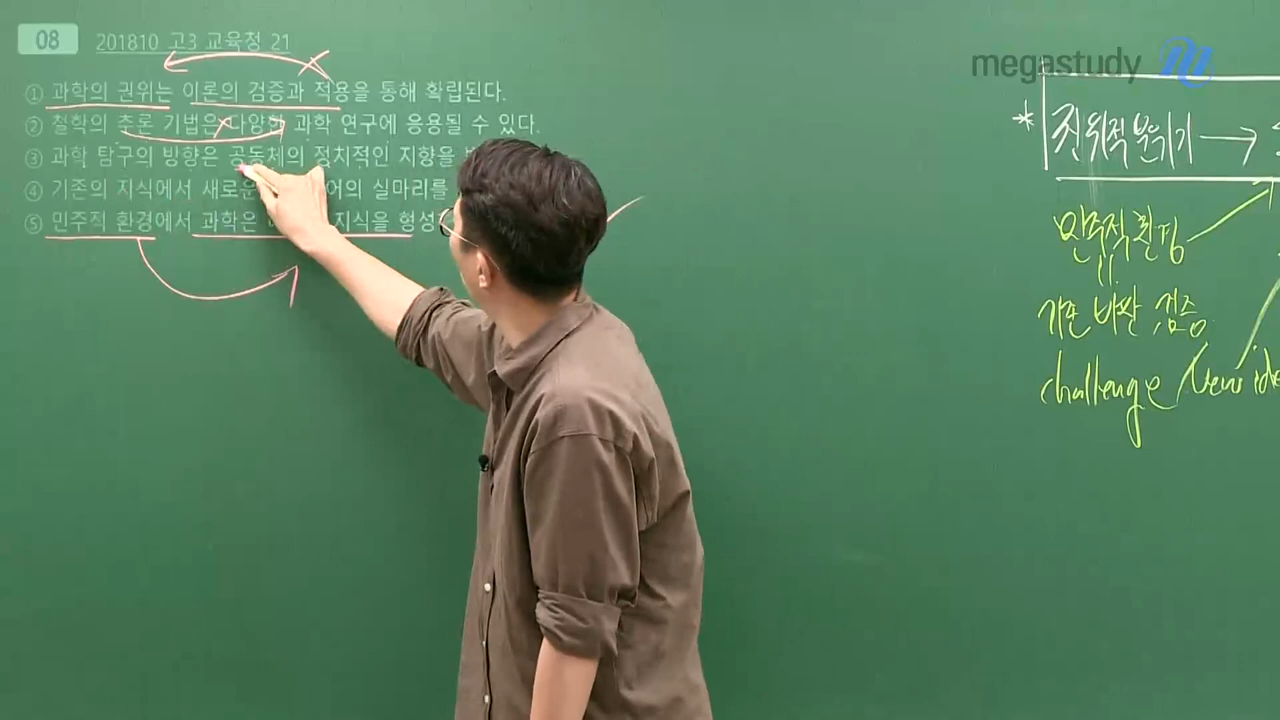 08
201810 고3 교육청 21
① 과학의 권위는 이론의 검증과 적용을 통해 확립된다.
② 철학의 추론 기법은 다양한 과학 연구에 응용될 수 있다.
③ 과학 탐구의 방향은 공동체의 정치적인 지향을
④ 기존의 지식에서 새로운 실마리를
⑤ 민주적 환경에서 과학은 지식을
megastudy
* 권위적 분위기 →
민주적 환경
비판 검증
challenge New